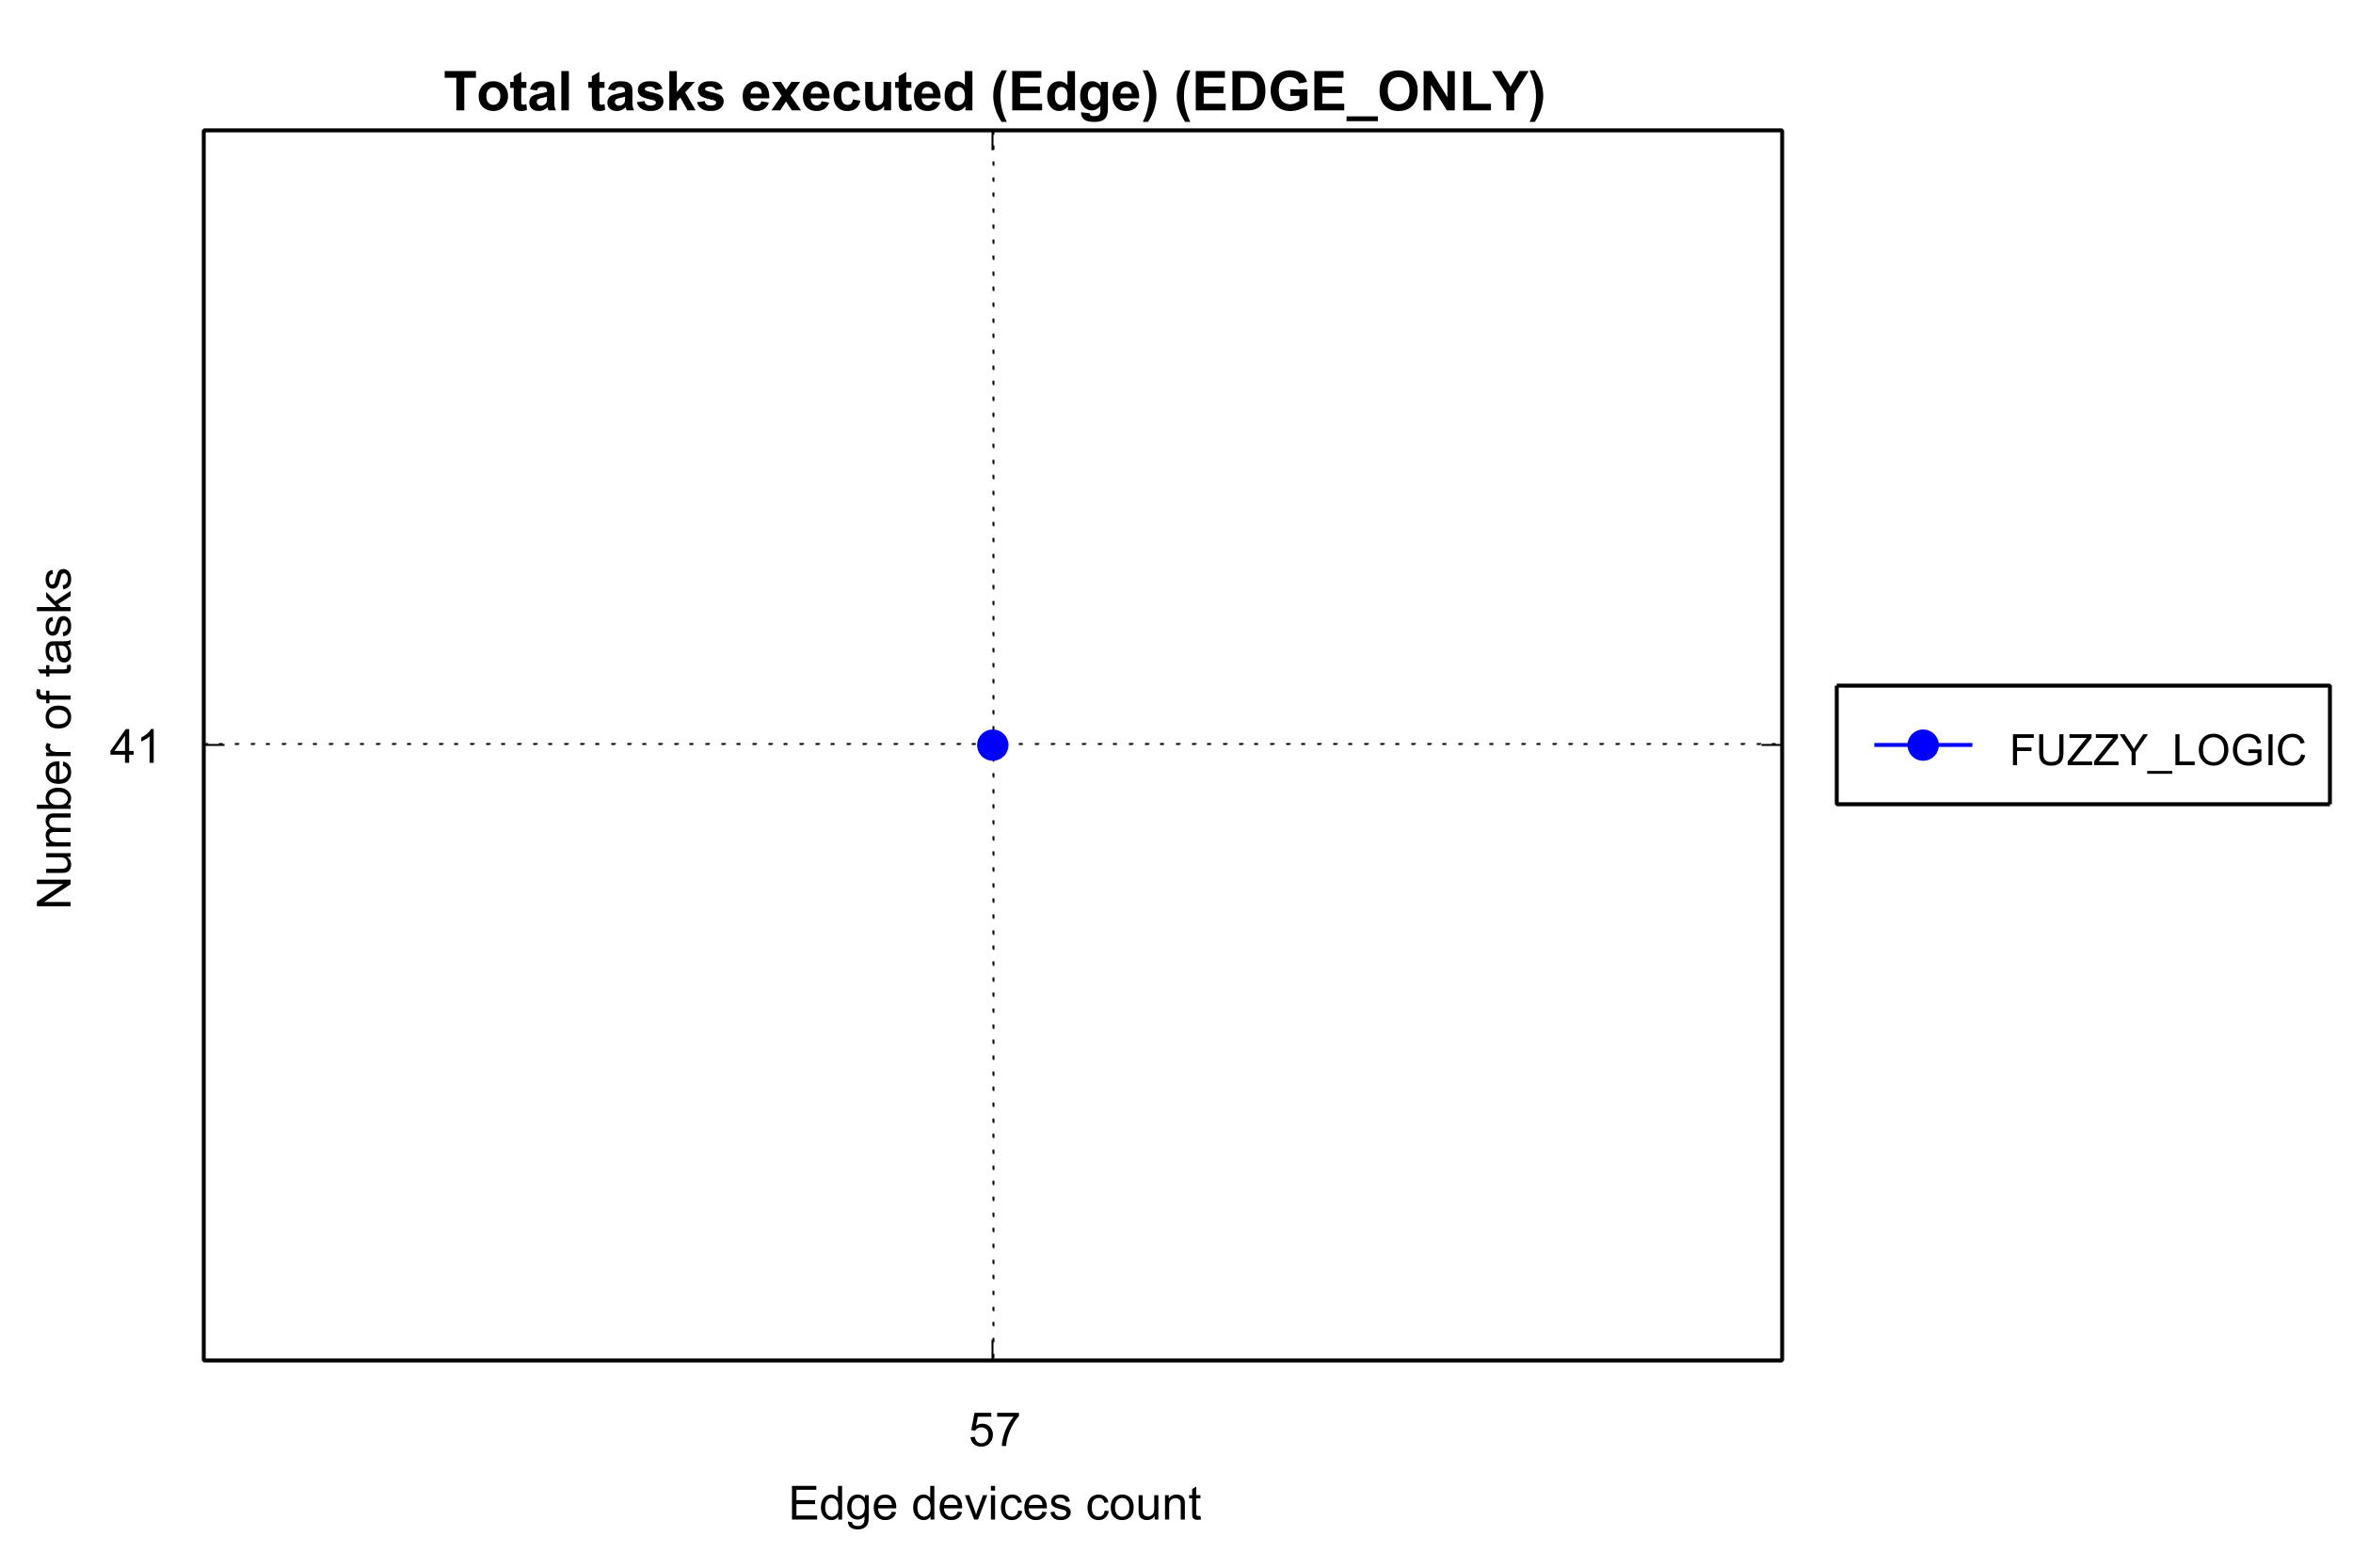 Total tasks executed (Edge) (EDGE_ONLY)
Number of tasks
41
FUZZY_LOGIC
57
Edge devices count